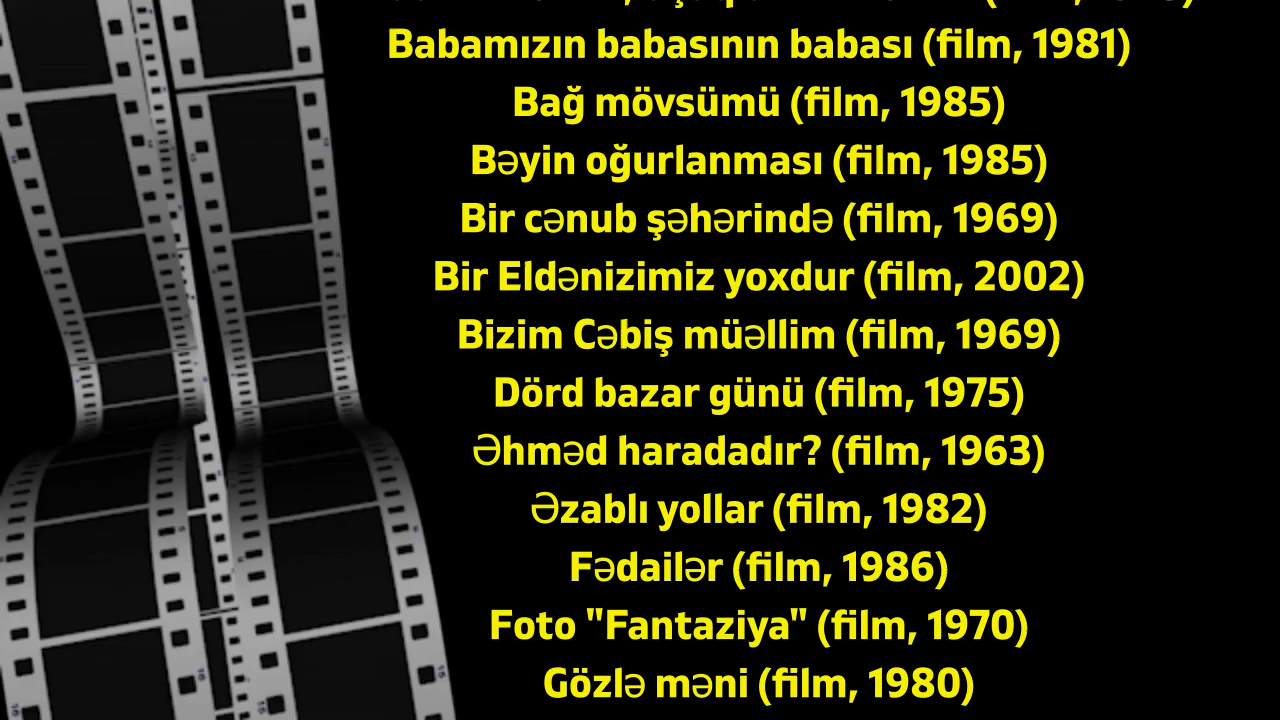 Babamızın babasının babası (film, 1981)
Bağ mövsümü (film, 1985)
Bəyin oğurlanması (film, 1985)
Bir cənub şəhərində (film, 1969)
Bir Eldənizimiz yoxdur (film, 2002)
Bizim Cəbiş müəllim (film, 1969)
Dörd bazar günü (film, 1975)
Əhməd haradadır? (film, 1963)
Əzablı yollar (film, 1982)
Fədailər (film, 1986)
Foto "Fantaziya" (film, 1970)
Gözlə məni (film, 1980)